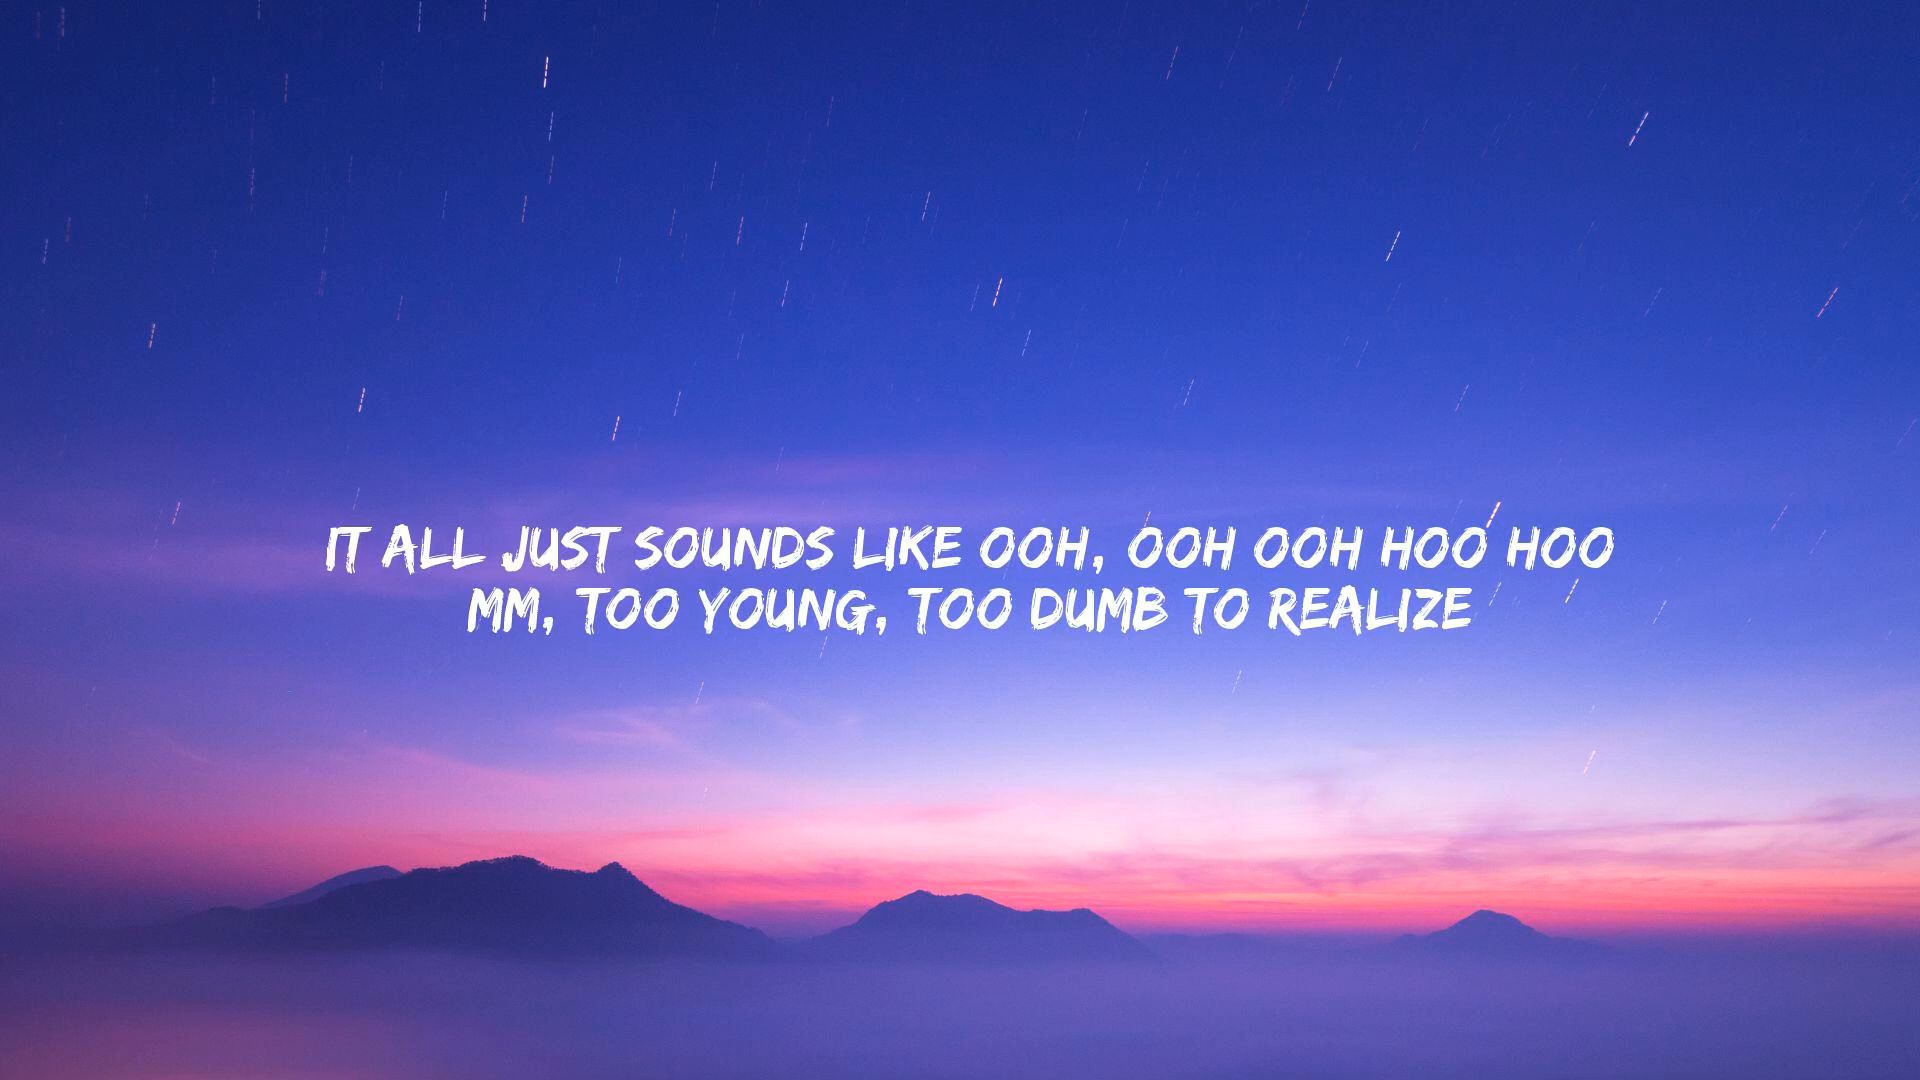 IT ALL JUST SOUNDS LIKE OOH, OOH OOH HOO HOO
MM, TOO YOUNG, TOO DUMB TO REALIZE